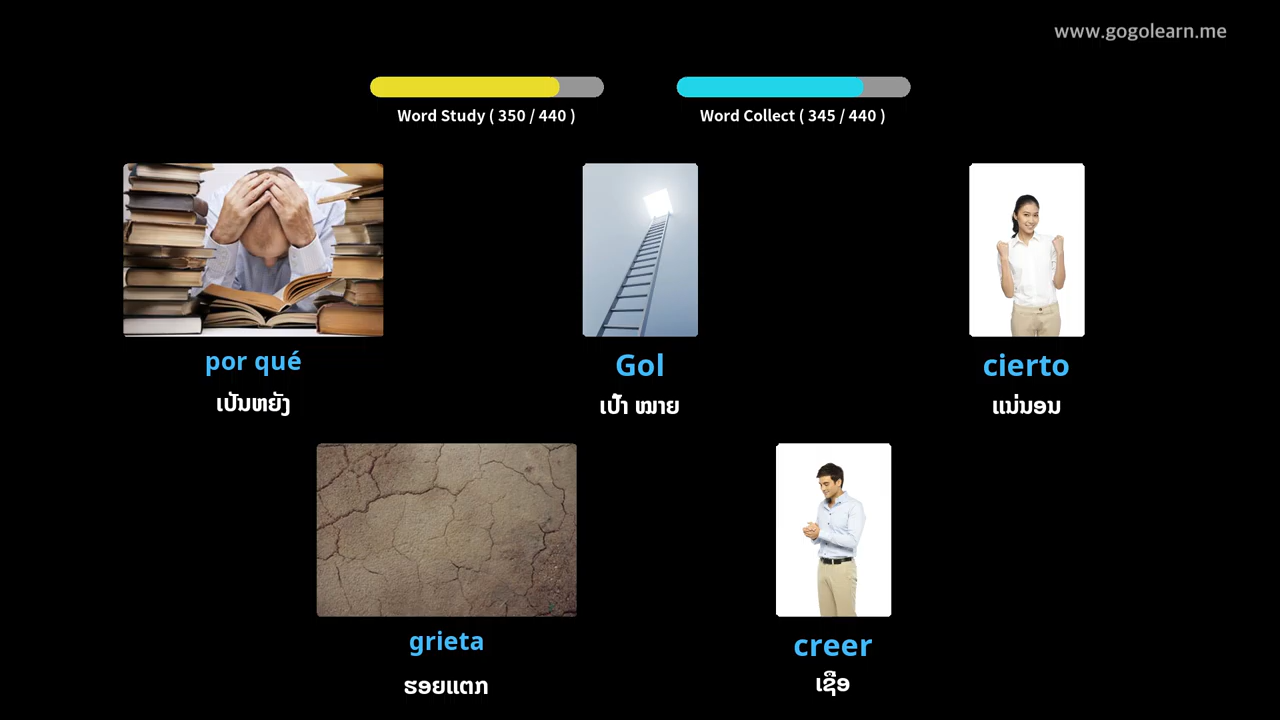 www.gogolearn.me
Word Study ( 350 / 440 )
Word Collect ( 345 / 440 )
por qué
ເປັນຫຍັງ
Gol
ເປົ້າ ໝາຍ
cierto
ແນ່ນອນ
grieta
ຮອຍແຕກ
creer
ເຊື່ອ